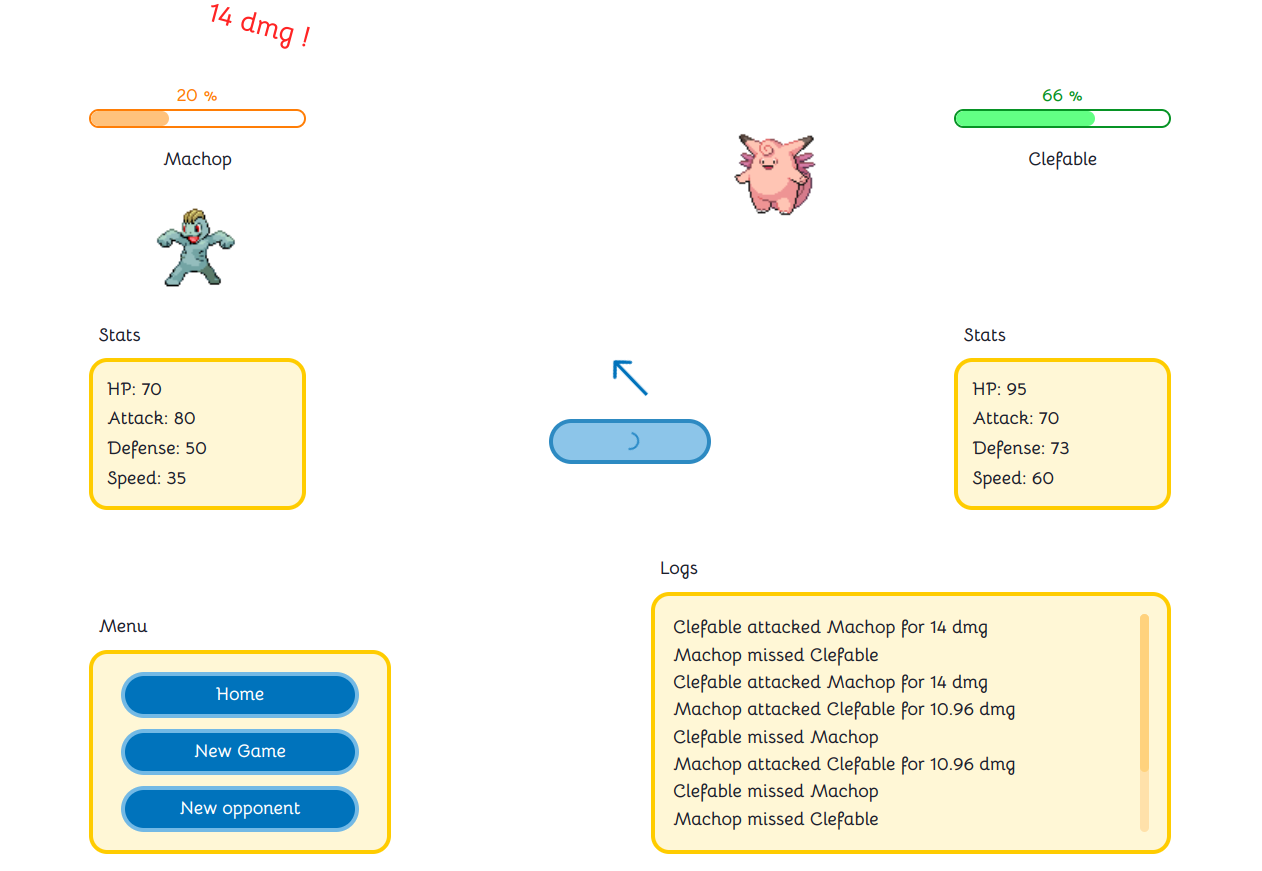 14 dmg !
20 %
66 %
Machop
Clefable
Stats
HP: 70
Attack: 80
Defense: 50
Speed: 35
Stats
HP: 95
Attack: 70
Defense: 73
Speed: 60
Menu
Home
New Game
New opponent
Logs
Clefable attacked Machop for 14 dmg
Machop missed Clefable
Clefable attacked Machop for 14 dmg
Machop attacked Clefable for 10.96 dmg
Clefable missed Machop
Machop attacked Clefable for 10.96 dmg
Clefable missed Machop
Machop missed Clefable